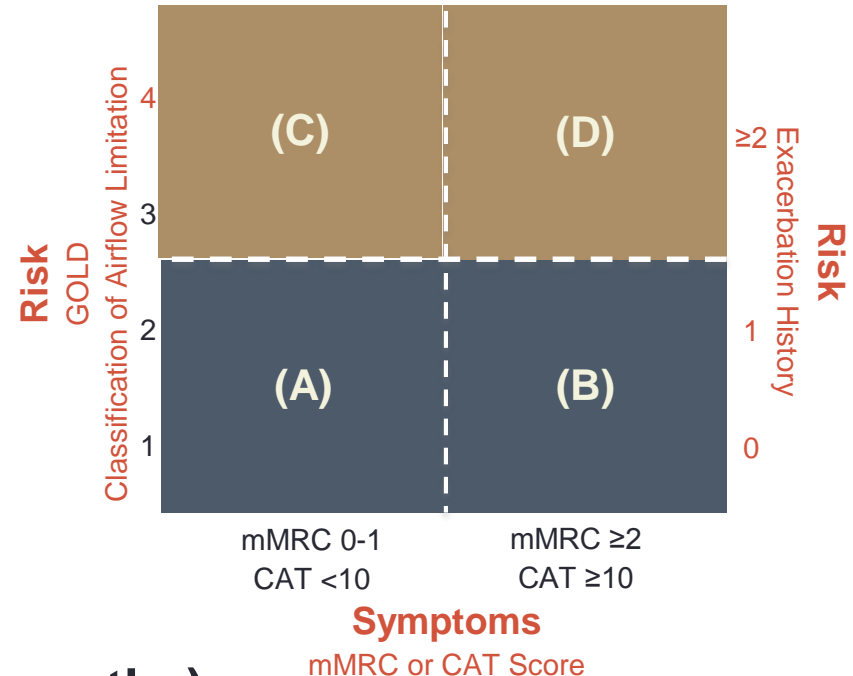 Risk
GOLD
Classification of Airflow Limitation
4
3
2
1
(C)
(D)
(A)
(B)
≥2
1
0
Exacerbation History
Risk
mMRC 0-1
CAT <10
mMRC ≥2
CAT ≥10
Symptoms
mMRC or CAT Score